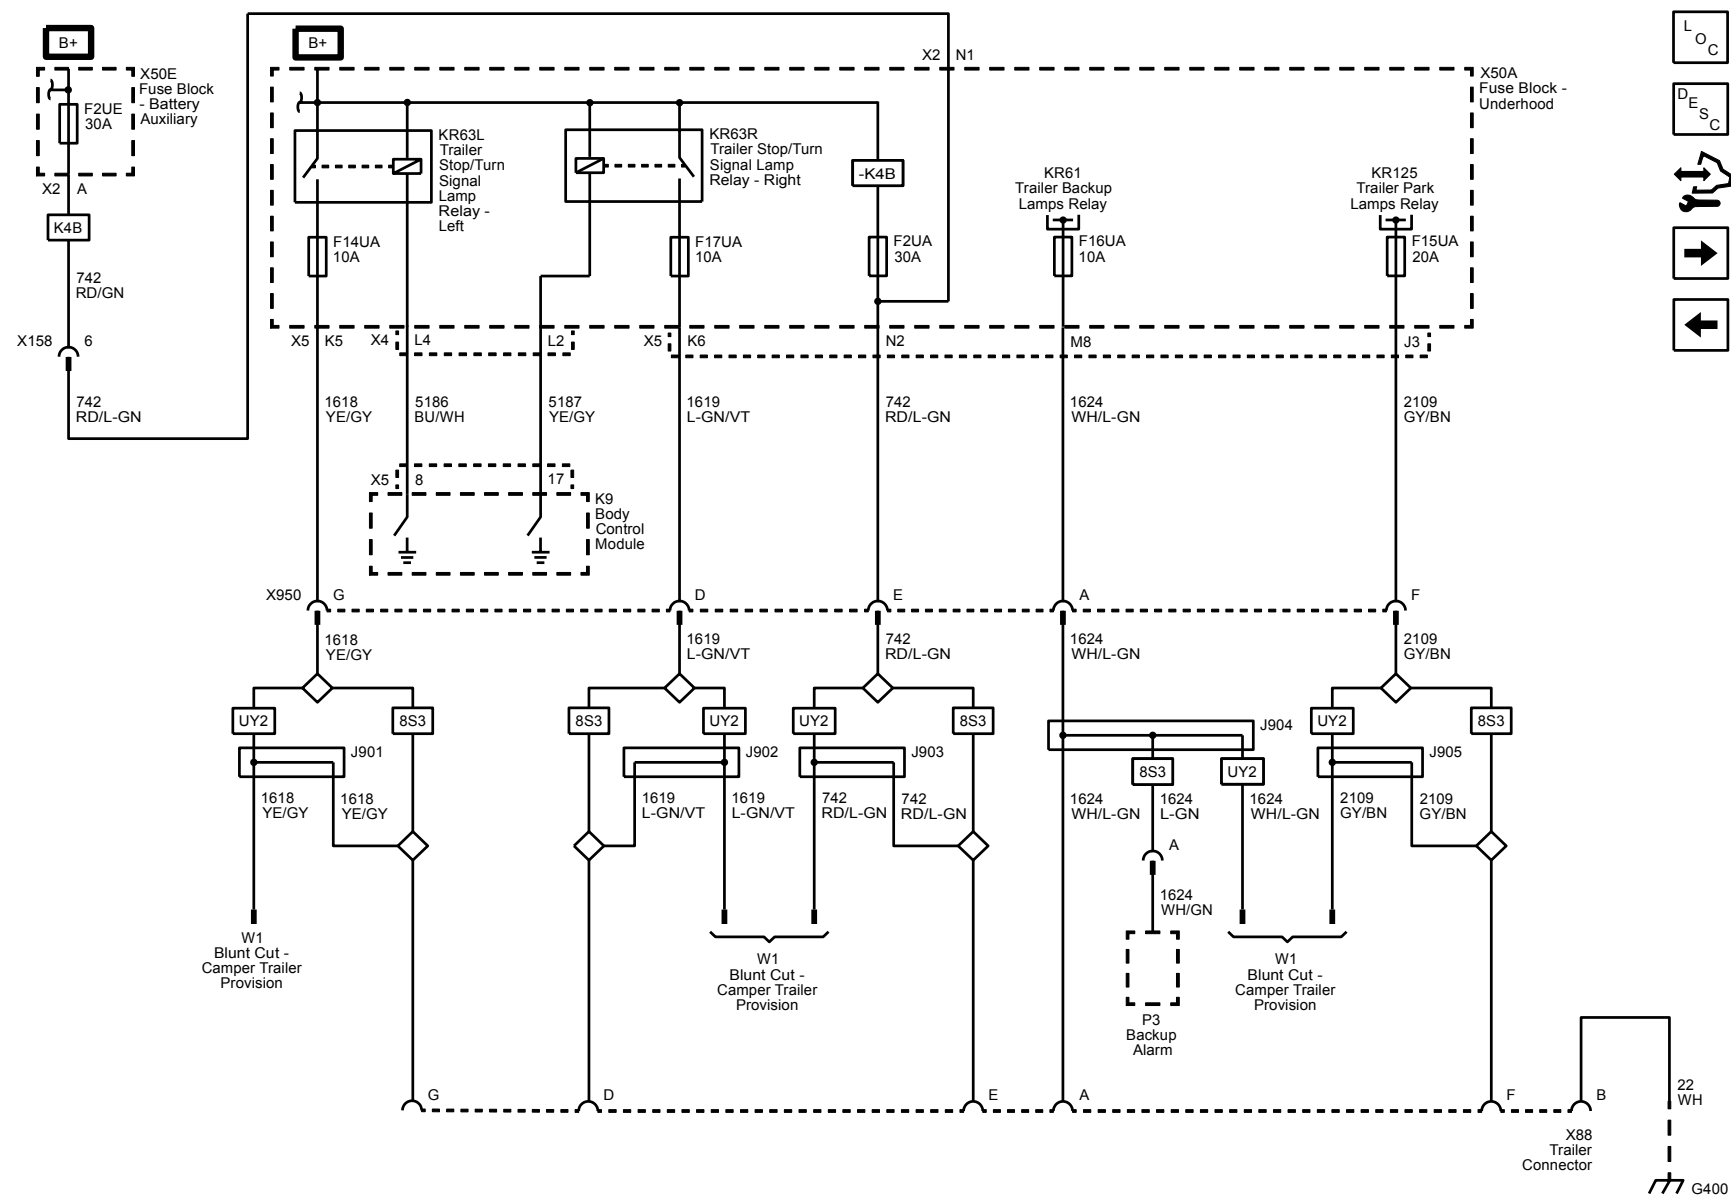 B+
B+
X2 N1
L
O
C
X50E
Fuse Block
- Battery
Auxiliary
F2UE
30A
X2 A
K4B
742
RD/GN
X158 6
742
RD/L-GN
X50A
Fuse Block -
Underhood
D
E
S
C
KR63L
Trailer
Stop/Turn
Signal
Lamp
Relay -
Left
KR63R
Trailer Stop/Turn
Signal Lamp
Relay - Right
-K4B
KR61
Trailer Backup
Lamps Relay
KR125
Trailer Park
Lamps Relay
F14UA
10A
F17UA
10A
F2UA
30A
F16UA
10A
F15UA
20A
X5 K5 X4 L4 L2 X5 K6 N2 M8 J3
1618
YE/GY
5186
BU/WH
5187
YE/GY
1619
L-GN/VT
742
RD/L-GN
1624
WH/L-GN
2109
GY/BN
X5 8 17
K9
Body
Control
Module
X950 G D E A F
1618
YE/GY
1619
L-GN/VT
742
RD/L-GN
1624
WH/L-GN
2109
GY/BN
UY2 8S3 8S3 UY2 UY2 8S3 UY2 8S3
J901 J902 J903 J904 J905
8S3 UY2
1618
YE/GY
1618
YE/GY
1619
L-GN/VT
1619
L-GN/VT
742
RD/L-GN
742
RD/L-GN
1624
WH/L-GN
1624
L-GN
1624
WH/L-GN
2109
GY/BN
2109
GY/BN
A
1624
WH/GN
W1
Blunt Cut -
Camper Trailer
Provision
W1
Blunt Cut -
Camper Trailer
Provision
W1
Blunt Cut -
Camper Trailer
Provision
P3
Backup
Alarm
G D E A F B
22
WH
X88
Trailer
Connector
G400